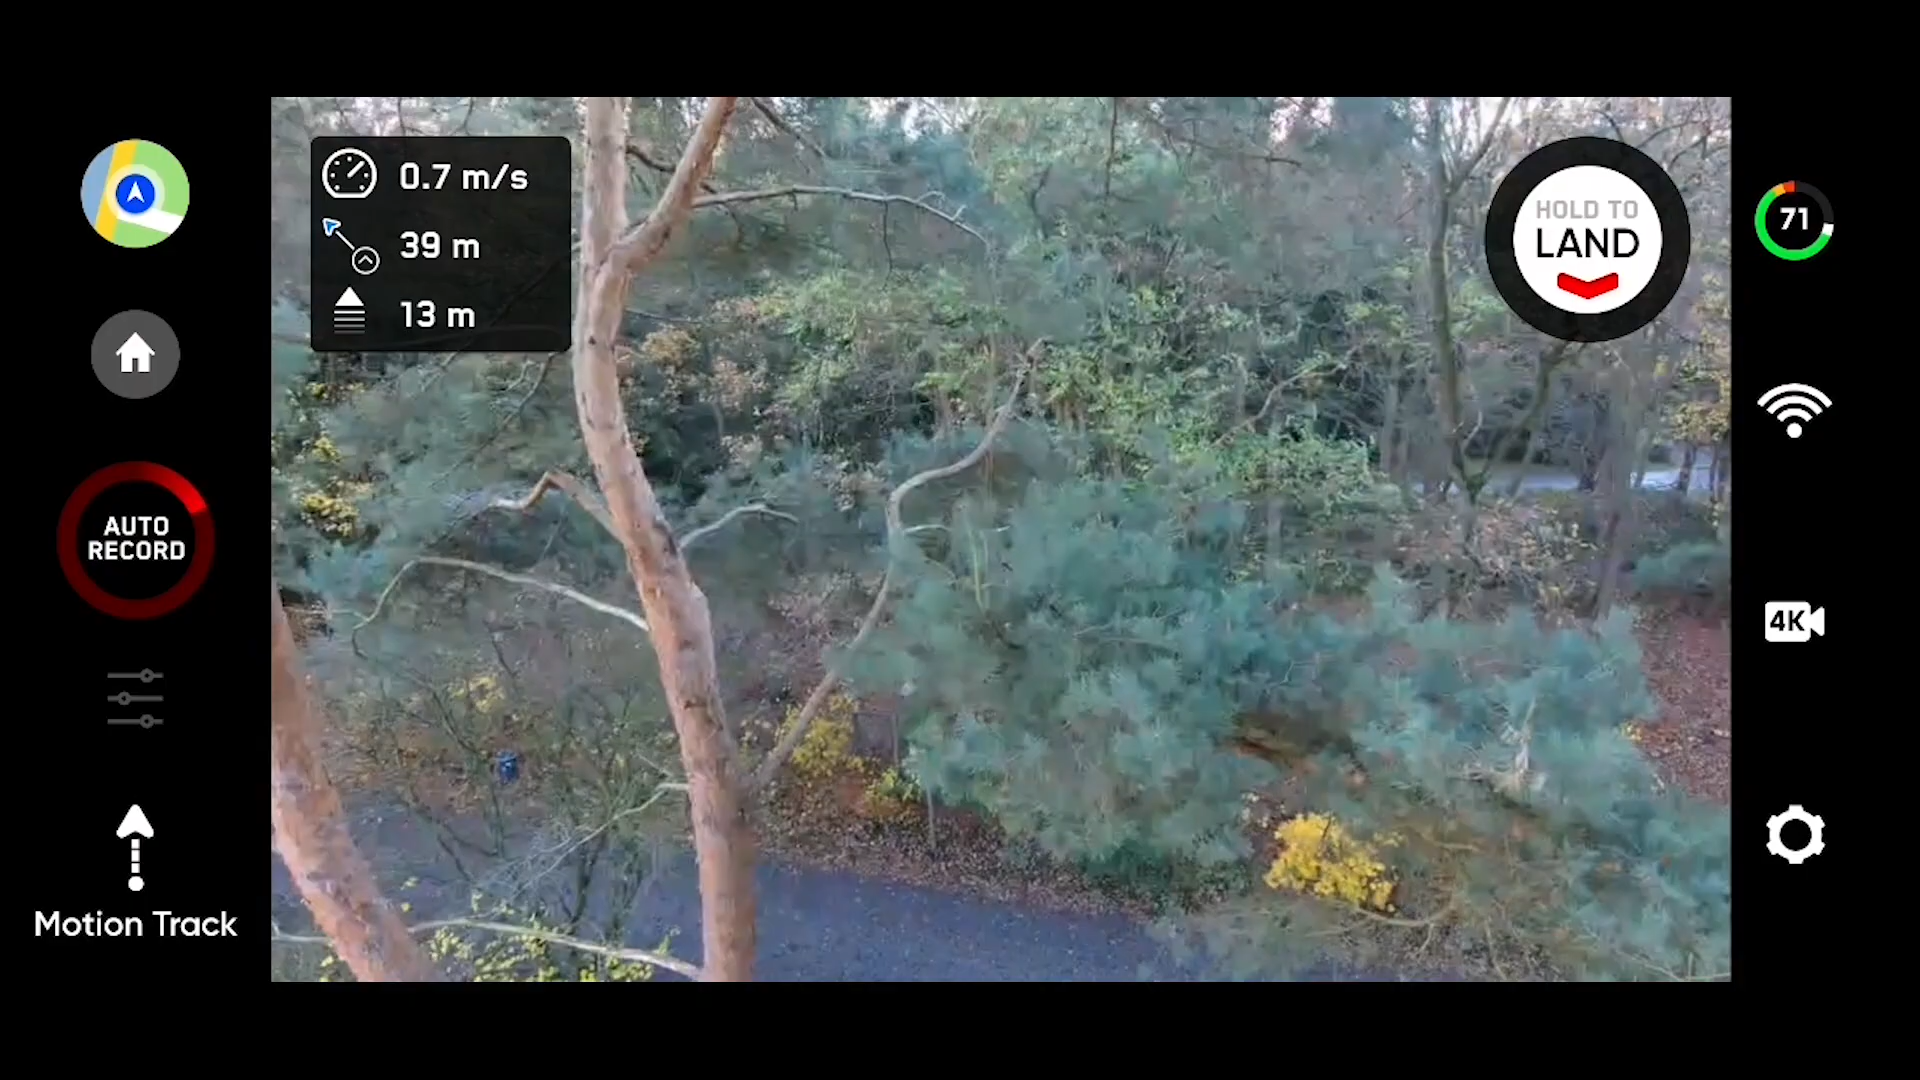 0.7 m/s
39 m
13 m
HOLD TO
LAND
71
AUTO
RECORD
4K
Motion Track